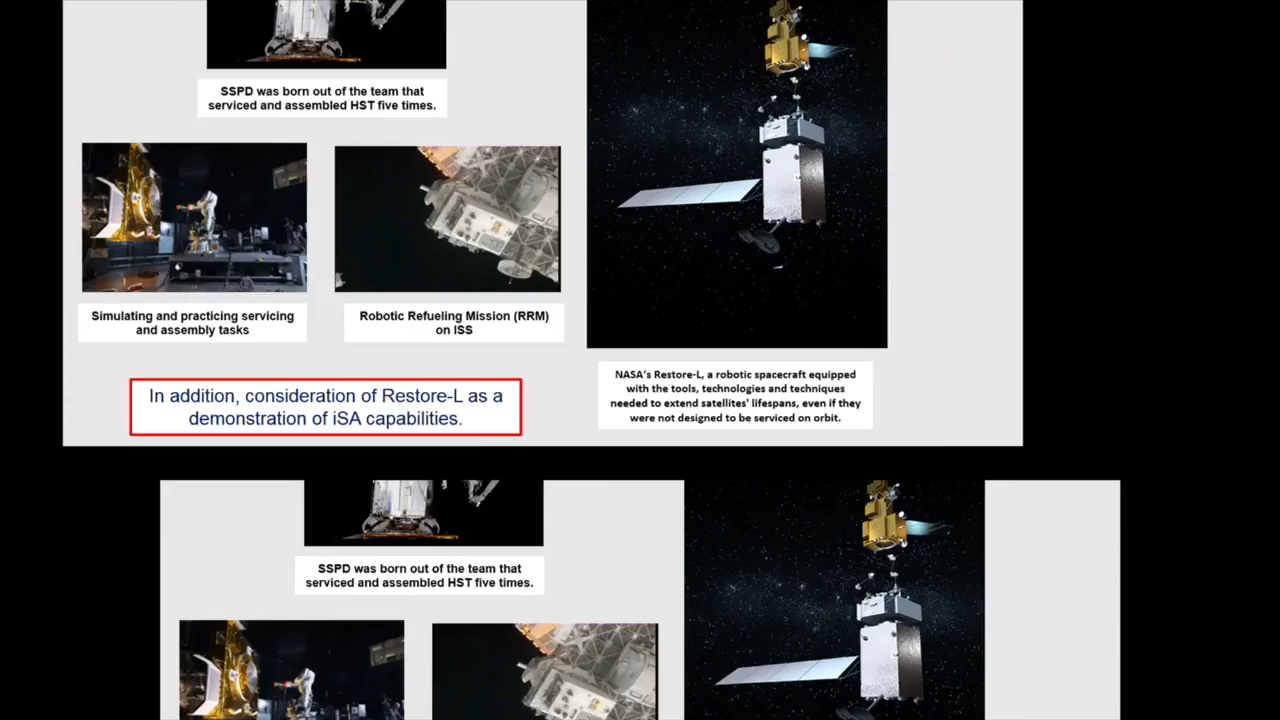 SSPD was born out of the team that
serviced and assembled HST five times.
Simulating and practicing servicing
and assembly tasks
Robotic Refueling Mission (RRM)
on ISS
NASA's Restore-L, a robotic spacecraft equipped
with the tools, technologies and techniques
needed to extend satellites' lifespans, even if they
were not designed to be serviced on orbit.
In addition, consideration of Restore-L as a
demonstration of iSA capabilities.
SSPD was born out of the team that
serviced and assembled HST five times.